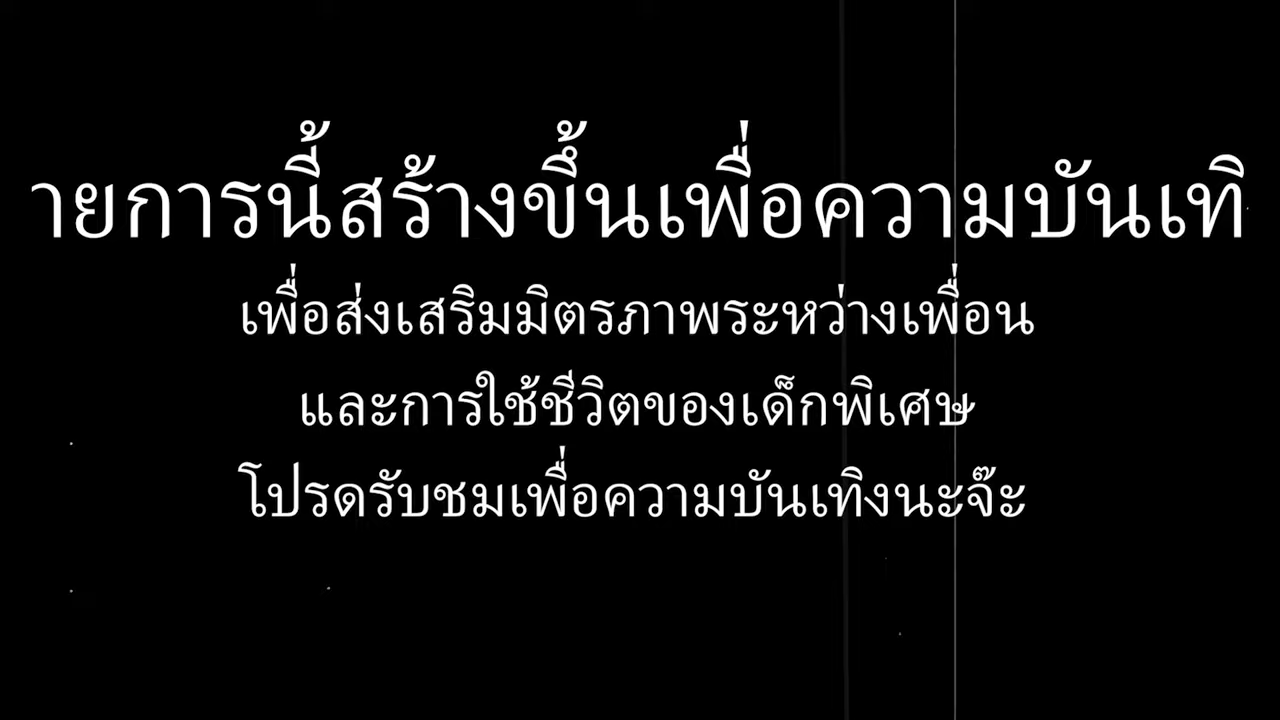 ายการนี้สร้างขึ้นเพื่อความบันเทิ
เพื่อส่งเสริมมิตรภาพระหว่างเพื่อน
และการใช้ชีวิตของเด็กพิเศษ
โปรดรับชมเพื่อความบันเทิงนะจ๊ะ